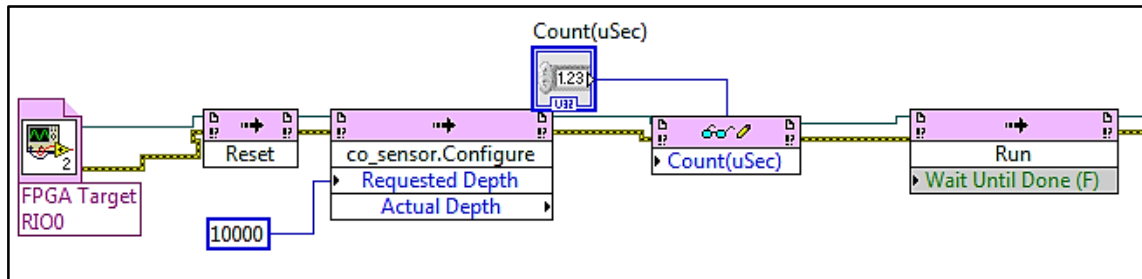 Count(uSec)
1.23
U32
2
Reset
co_sensor.Configure
Requested Depth
Actual Depth
Count(uSec)
Run
Wait Until Done (F)
FPGA Target
RIO0
10000